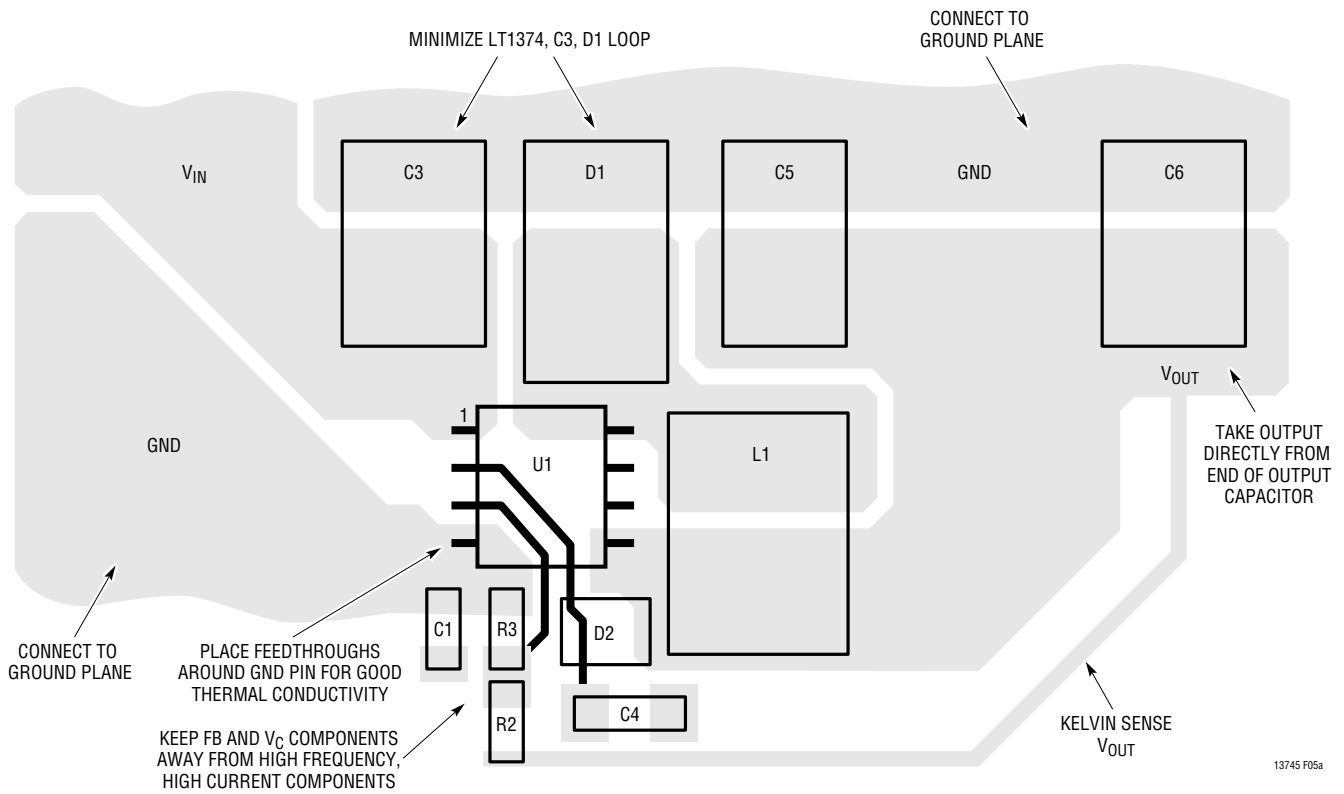 MINIMIZE LT1374, C3, D1 LOOP
CONNECT TO
GROUND PLANE
VIN
C3
D1
C5
GND
C6
VOUT
TAKE OUTPUT
DIRECTLY FROM
END OF OUTPUT
CAPACITOR
1
U1
L1
GND
CONNECT TO
GROUND PLANE
PLACE FEEDTHROUGHS
AROUND GND PIN FOR GOOD
THERMAL CONDUCTIVITY
C1
R3
D2
R2
C4
KEEP FB AND VC COMPONENTS
AWAY FROM HIGH FREQUENCY,
HIGH CURRENT COMPONENTS
KELVIN SENSE
VOUT
13745 F05a